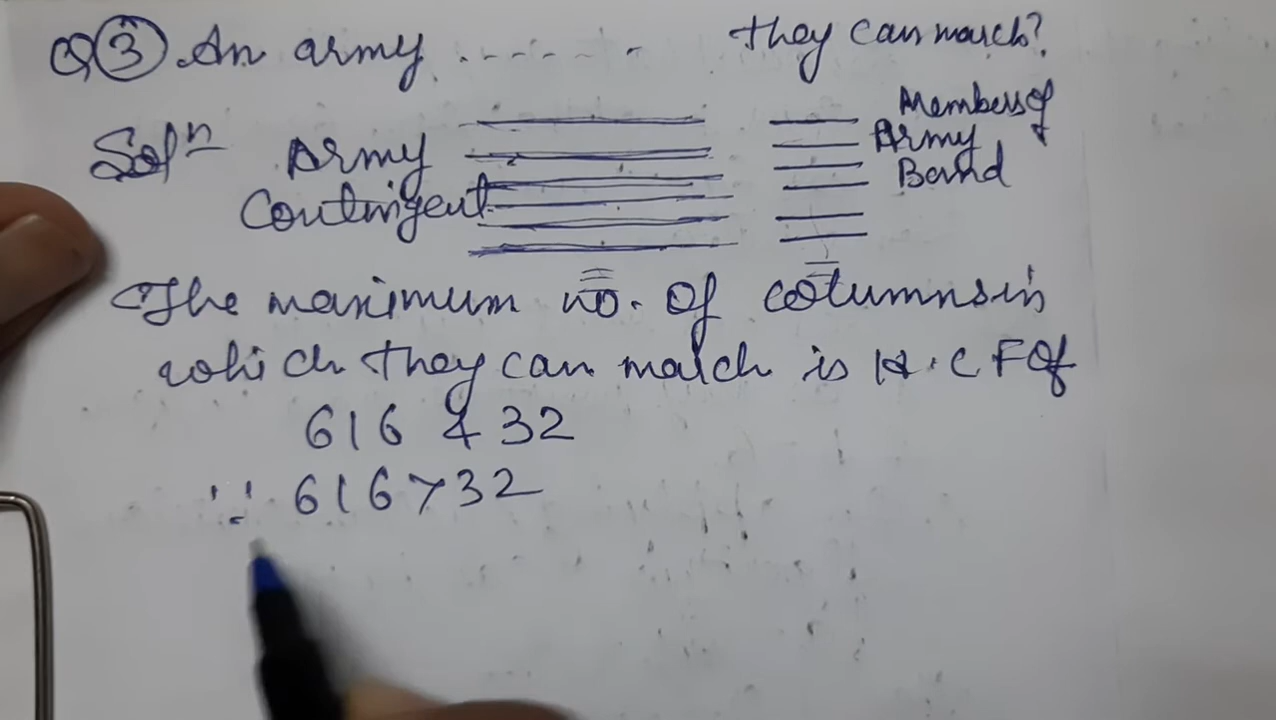 Q③ An army ....... they can march?
Solⁿ Army Contingent
Members of Army Band
The maximum no. of columns in
which they can march is H.C.F of
616 & 32
∵ 616 > 32